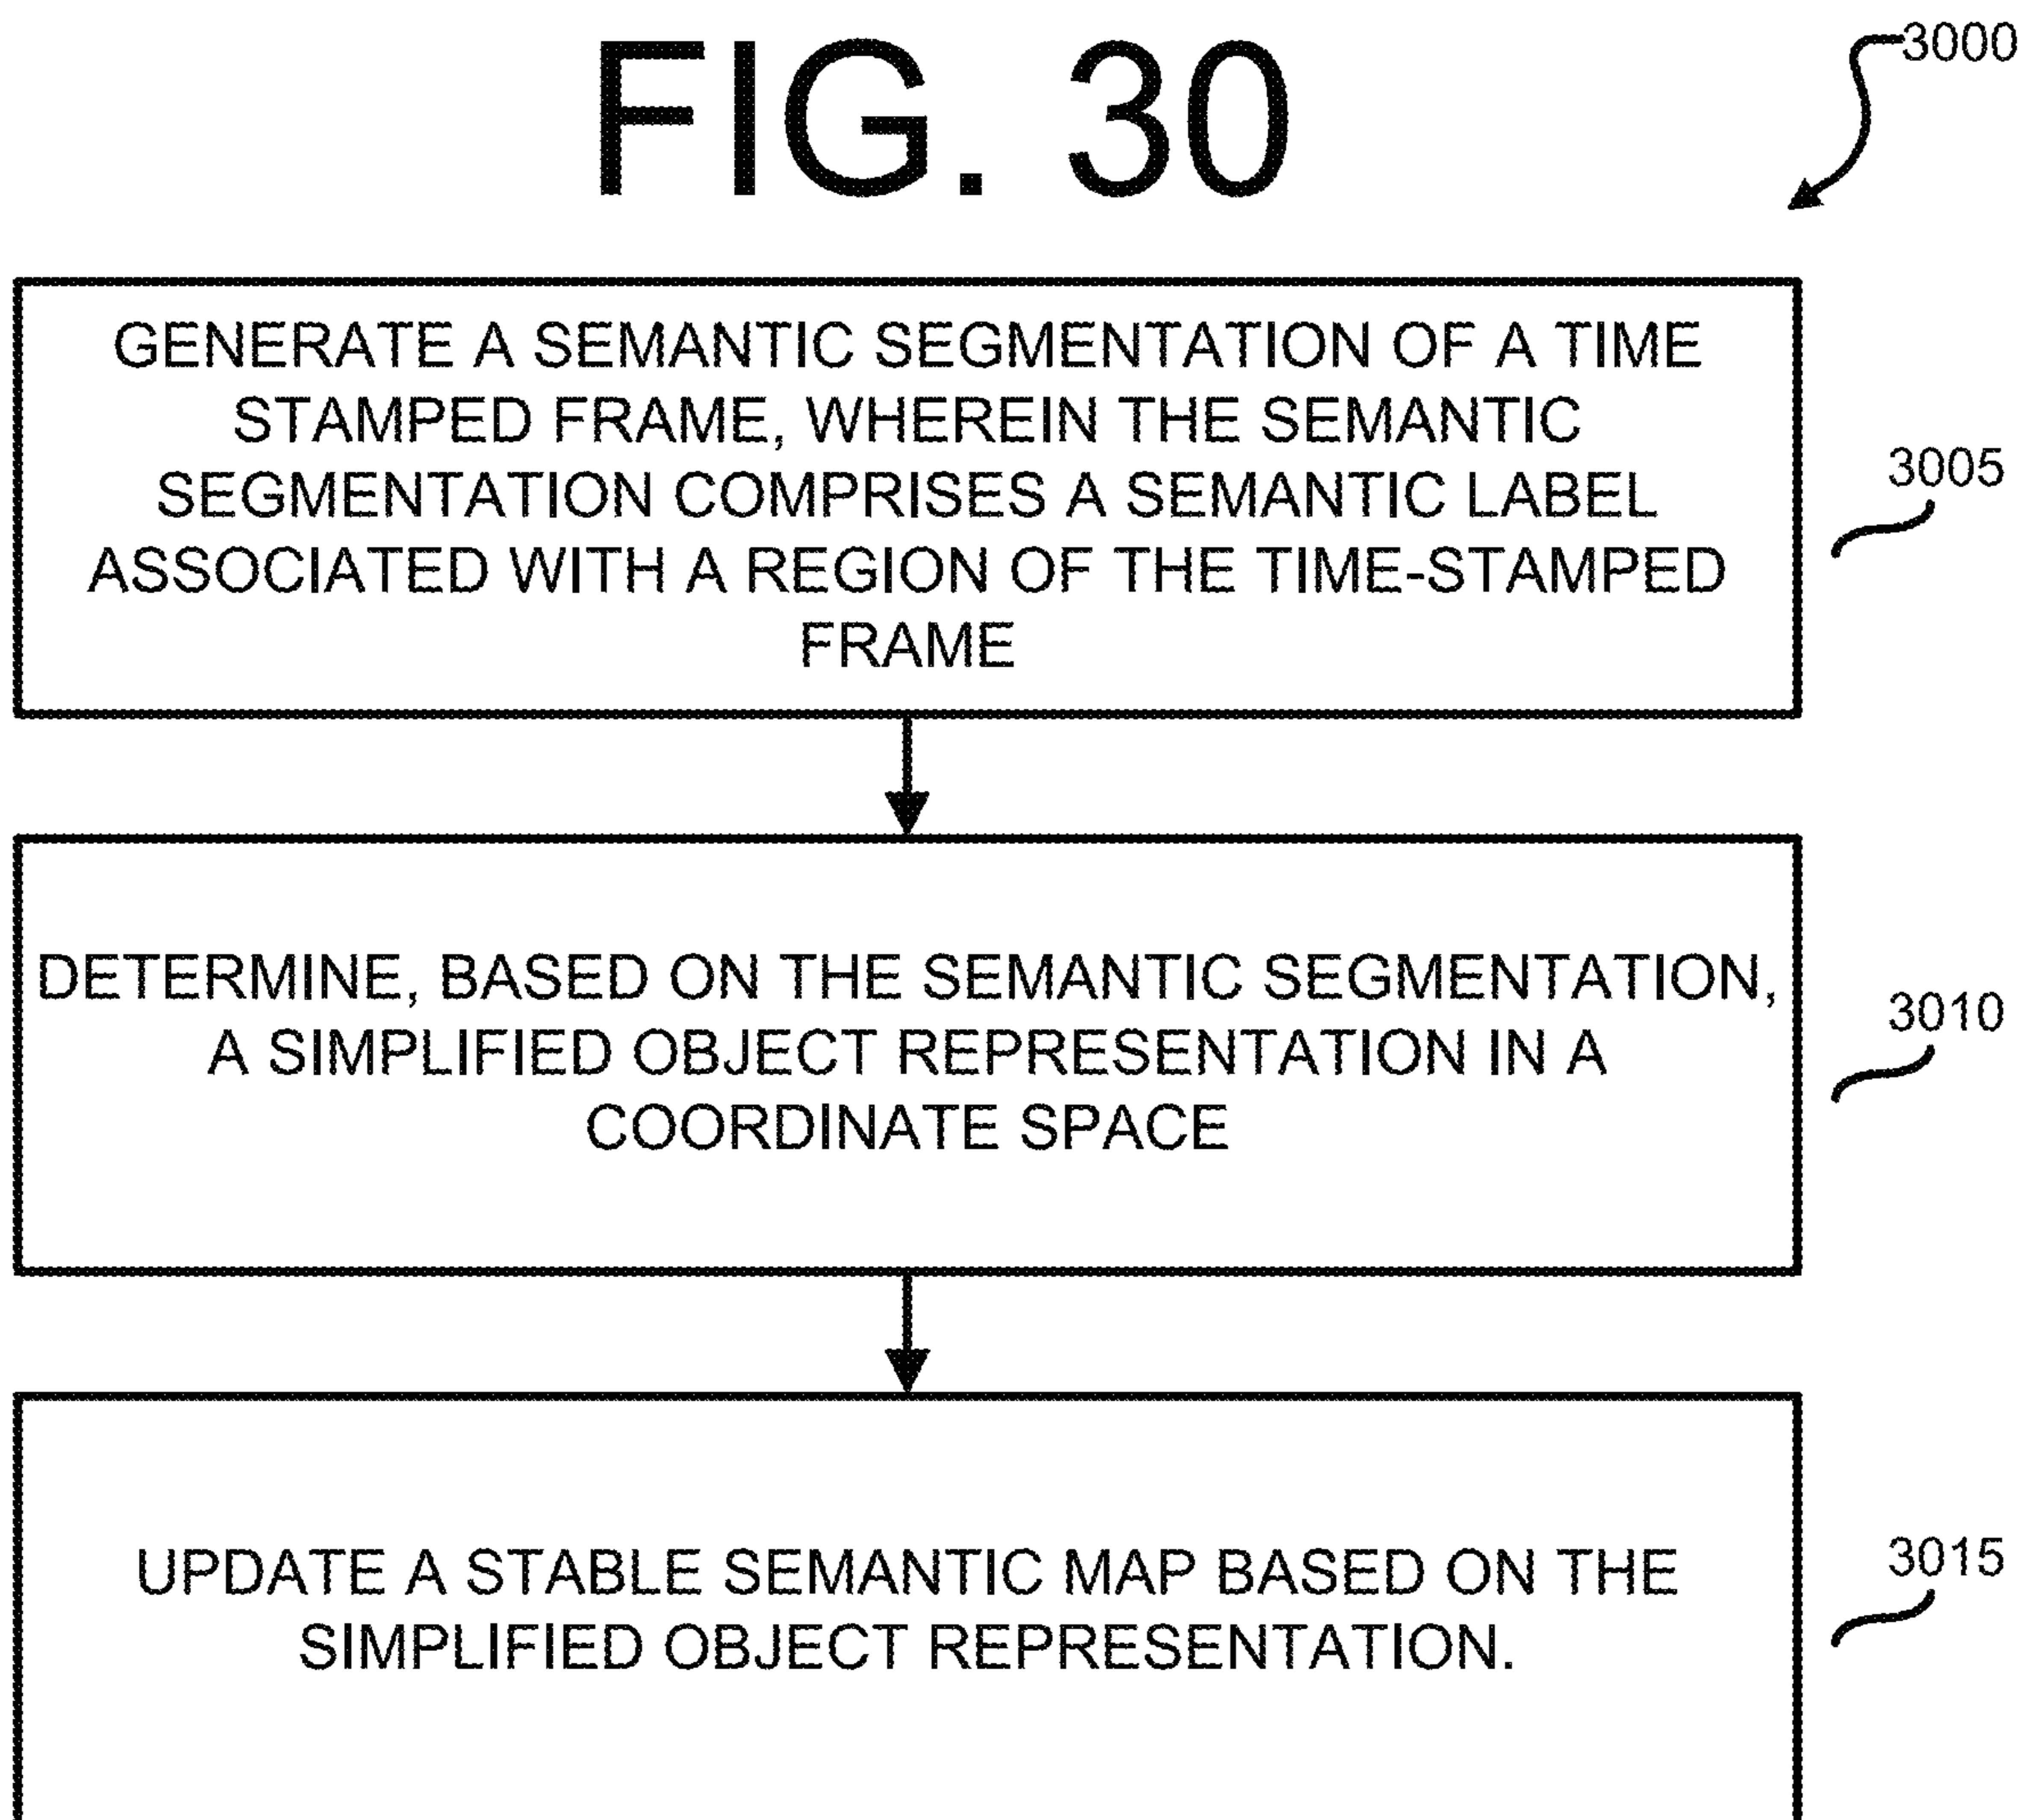 FIG. 30
3000
GENERATE A SEMANTIC SEGMENTATION OF A TIME
STAMPED FRAME, WHEREIN THE SEMANTIC
SEGMENTATION COMPRISES A SEMANTIC LABEL
ASSOCIATED WITH A REGION OF THE TIME-STAMPED
FRAME
3005
DETERMINE, BASED ON THE SEMANTIC SEGMENTATION,
A SIMPLIFIED OBJECT REPRESENTATION IN A
COORDINATE SPACE
3010
UPDATE A STABLE SEMANTIC MAP BASED ON THE
SIMPLIFIED OBJECT REPRESENTATION.
3015